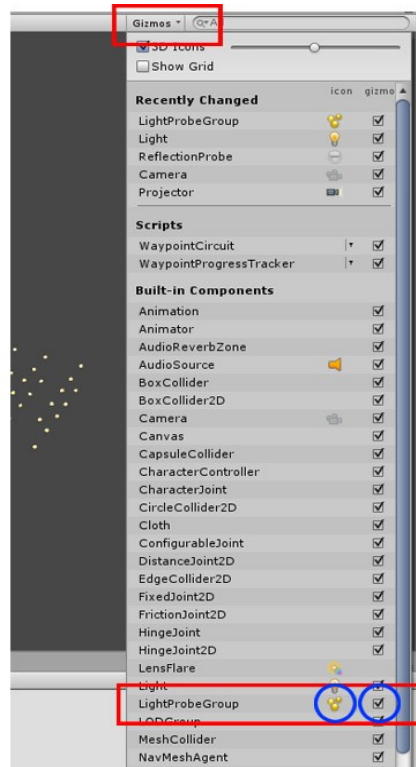 Gizmos
A
3D Icons
Show Grid
icon gizmo
Recently Changed
LightProbeGroup
Light
ReflectionProbe
Camera
Projector
Scripts
WaypointCircuit
WaypointProgressTracker
Built-in Components
Animation
Animator
AudioReverbZone
AudioSource
BoxCollider
BoxCollider2D
Camera
Canvas
CapsuleCollider
CharacterController
CharacterJoint
CircleCollider2D
Cloth
ConfigurableJoint
DistanceJoint2D
EdgeCollider2D
FixedJoint2D
FrictionJoint2D
HingeJoint
HingeJoint2D
LensFlare
Light
LightProbeGroup
LODGroup
MeshCollider
NavMeshAgent